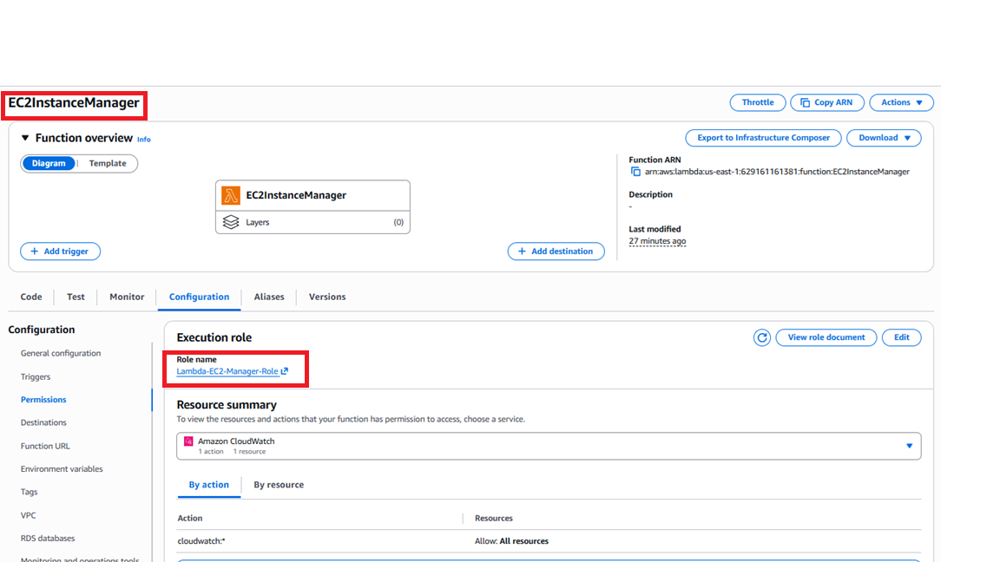 EC2InstanceManager
Throttle
Copy ARN
Actions
Function overview Info
Export to Infrastructure Composer
Download
Diagram
Template
EC2InstanceManager
Layers (0)
Add trigger
Add destination
Function ARN
arn:aws:lambda:us-east-1:629161161381:function:EC2InstanceManager
Description
-
Last modified
27 minutes ago
Code
Test
Monitor
Configuration
Aliases
Versions
Configuration
General configuration
Triggers
Permissions
Destinations
Function URL
Environment variables
Tags
VPC
RDS databases
Monitoring and operations tools
Execution role
View role document
Edit
Role name
Lambda-EC2-Manager-Role
Resource summary
To view the resources and actions that your function has permission to access, choose a service.
Amazon CloudWatch
1 action 1 resource
By action
By resource
Action Resources
cloudwatch:* Allow: All resources